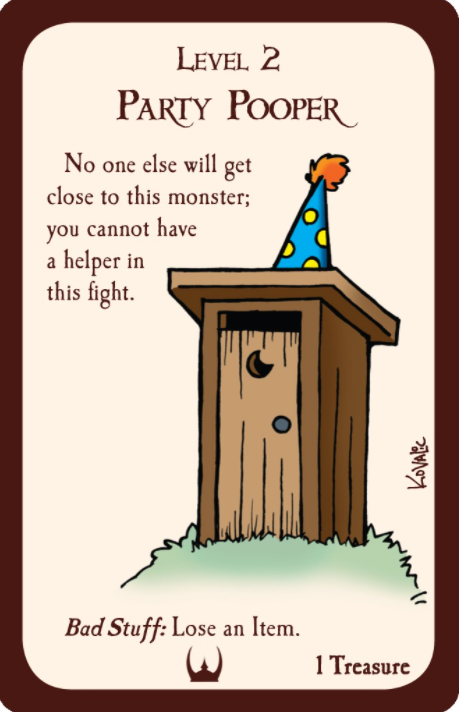 Level 2
Party Pooper
No one else will get
close to this monster;
you cannot have
a helper in
this fight.
Kovalic
Bad Stuff: Lose an Item.
1 Treasure